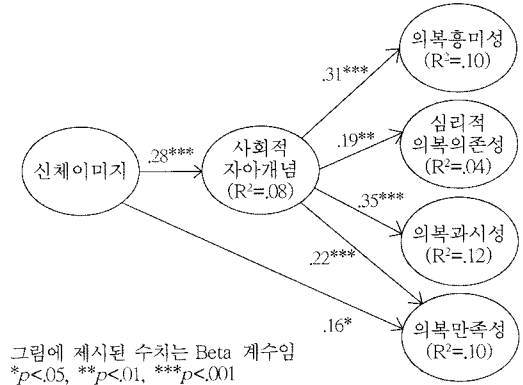 의복흥미성
(R²=.10)
.31***
심리적
의복의존성
(R²=.04)
.19**
사회적
자아개념
(R²=.08)
.28***
신체이미지
.35***
의복과시성
(R²=.12)
.22***
.16*
의복만족성
(R²=.10)
그림에 제시된 수치는 Beta 계수임
*p<.05, **p<.01, ***p<.001